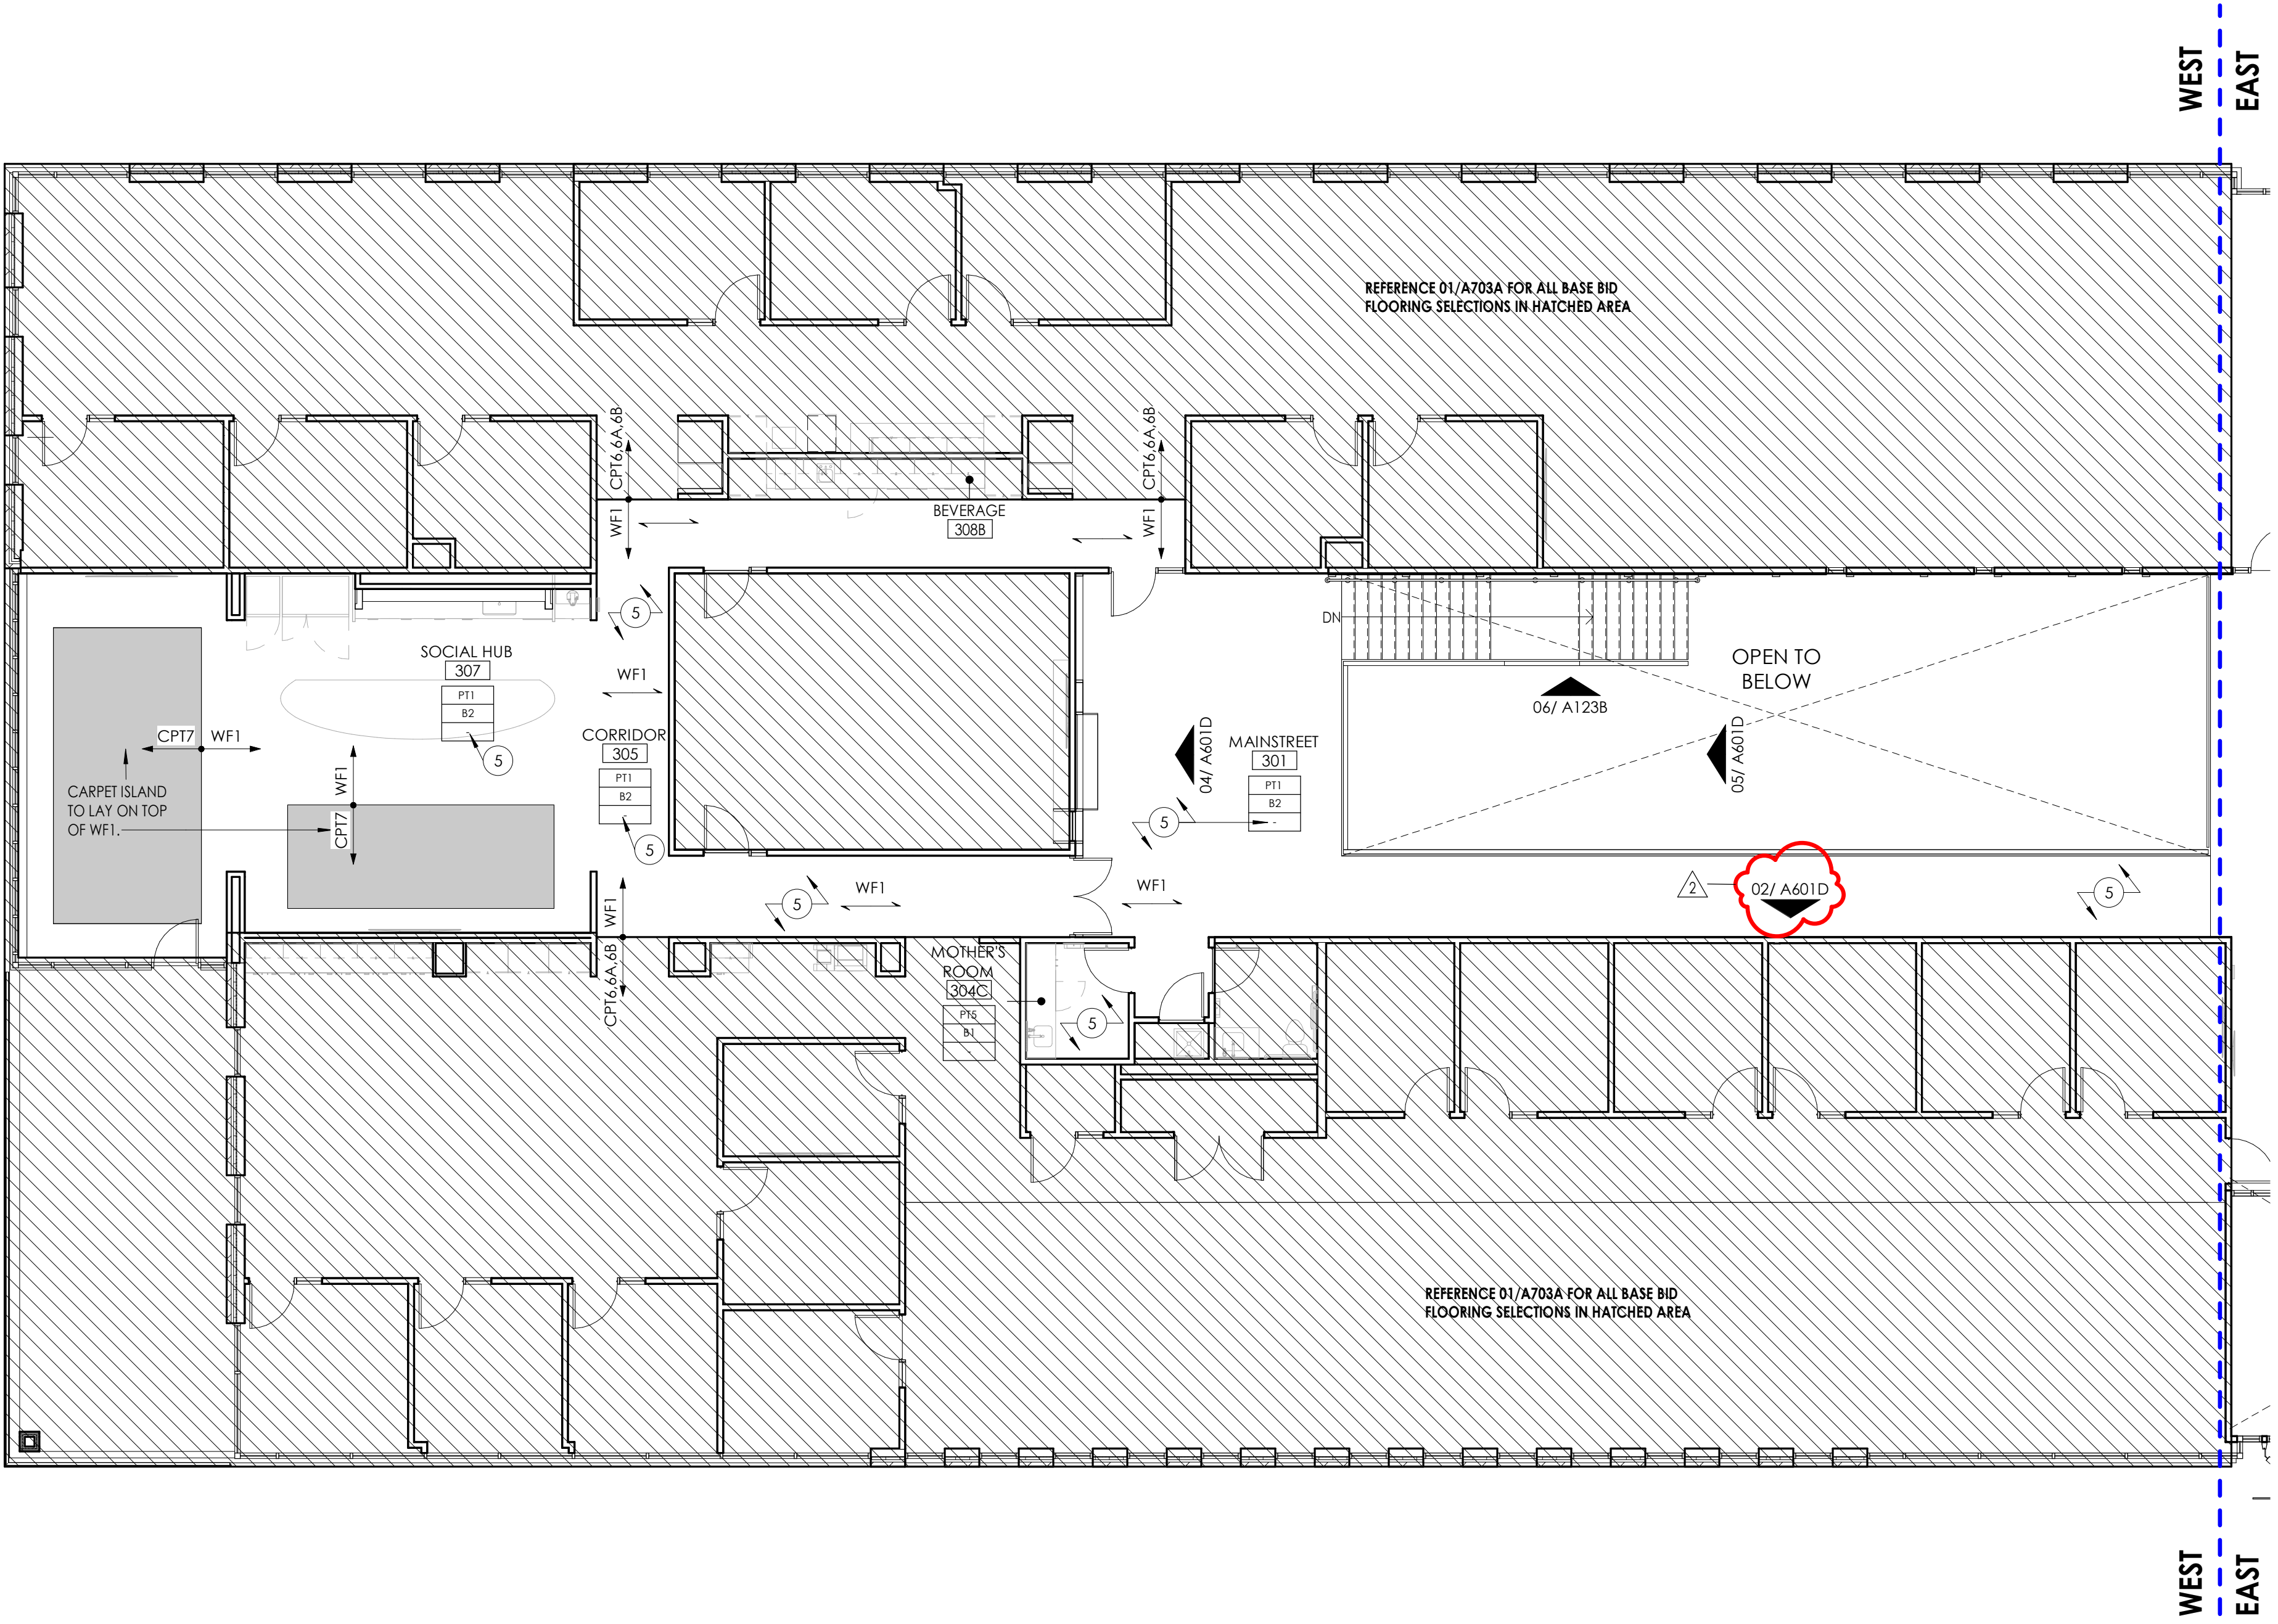 WEST
EAST
REFERENCE 01/A703A FOR ALL BASE BID
FLOORING SELECTIONS IN HATCHED AREA
CPT6,6A,6B
WF1
CPT6,6A,6B
WF1
BEVERAGE
308B
5
SOCIAL HUB
307
PT1
B2
-
5
WF1
CORRIDOR
305
PT1
B2
-
5
CPT7
WF1
WF1
CPT7
CARPET ISLAND
TO LAY ON TOP
OF WF1.
DN
OPEN TO
BELOW
06/ A123B
04/ A601D
05/ A601D
MAINSTREET
301
PT1
B2
-
5
WF1
CPT6,6A,6B
5
WF1
WF1
2
02/ A601D
5
MOTHER'S
ROOM
304C
PT5
B1
-
5
REFERENCE 01/A703A FOR ALL BASE BID
FLOORING SELECTIONS IN HATCHED AREA
WEST
EAST